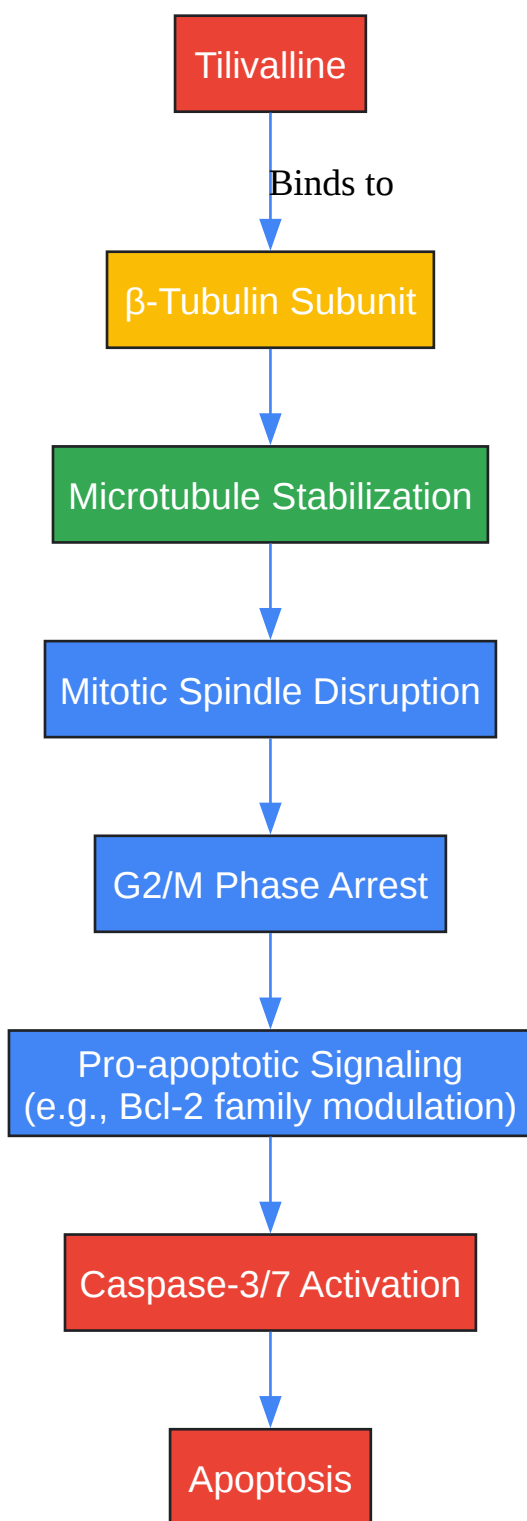 Tilivalline
Binds to
β-Tubulin Subunit
Microtubule Stabilization
Mitotic Spindle Disruption
G2/M Phase Arrest
Pro-apoptotic Signaling
(e.g., Bcl-2 family modulation)
Caspase-3/7 Activation
Apoptosis